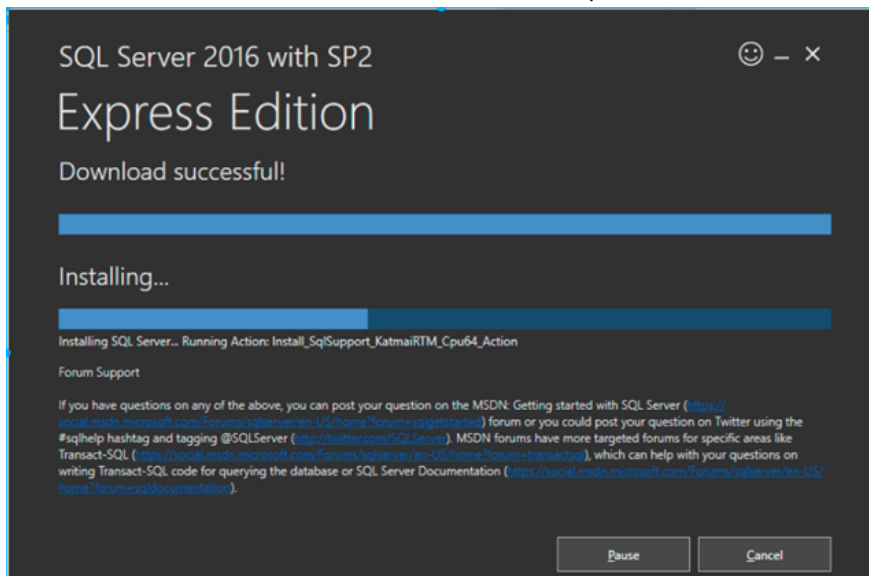 SQL Server 2016 with SP2
Express Edition
Download successful!
Installing...
Installing SQL Server... Running Action: Install_SqlSupport_KatmaiRTM_Cpu64_Action
Forum Support
If you have questions on any of the above, you can post your question on the MSDN: Getting started with SQL Server (https://
social.msdn.microsoft.com/Forums/sqlserver/en-US/home?forum=sqlgetstarted) forum or you could post your question on Twitter using the
#sqlhelp hashtag and tagging @SQLServer (http://twitter.com/SQLServer). MSDN forums have more targeted forums for specific areas like
Transact-SQL (https://social.msdn.microsoft.com/Forums/sqlserver/en-US/home?forum=transactsql), which can help with your questions on
writing Transact-SQL code for querying the database or SQL Server Documentation (https://social.msdn.microsoft.com/Forums/sqlserver/en-US/
home?forum=sqldocumentation).
Pause Cancel